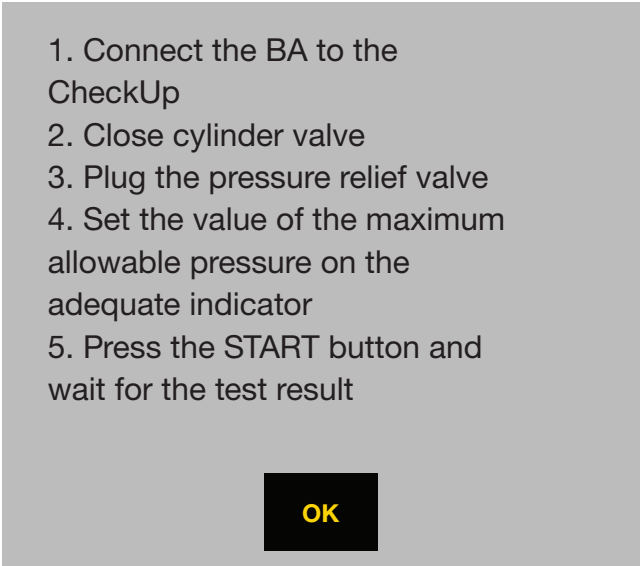 1. Connect the BA to the
CheckUp
2. Close cylinder valve
3. Plug the pressure relief valve
4. Set the value of the maximum
allowable pressure on the
adequate indicator
5. Press the START button and
wait for the test result
OK